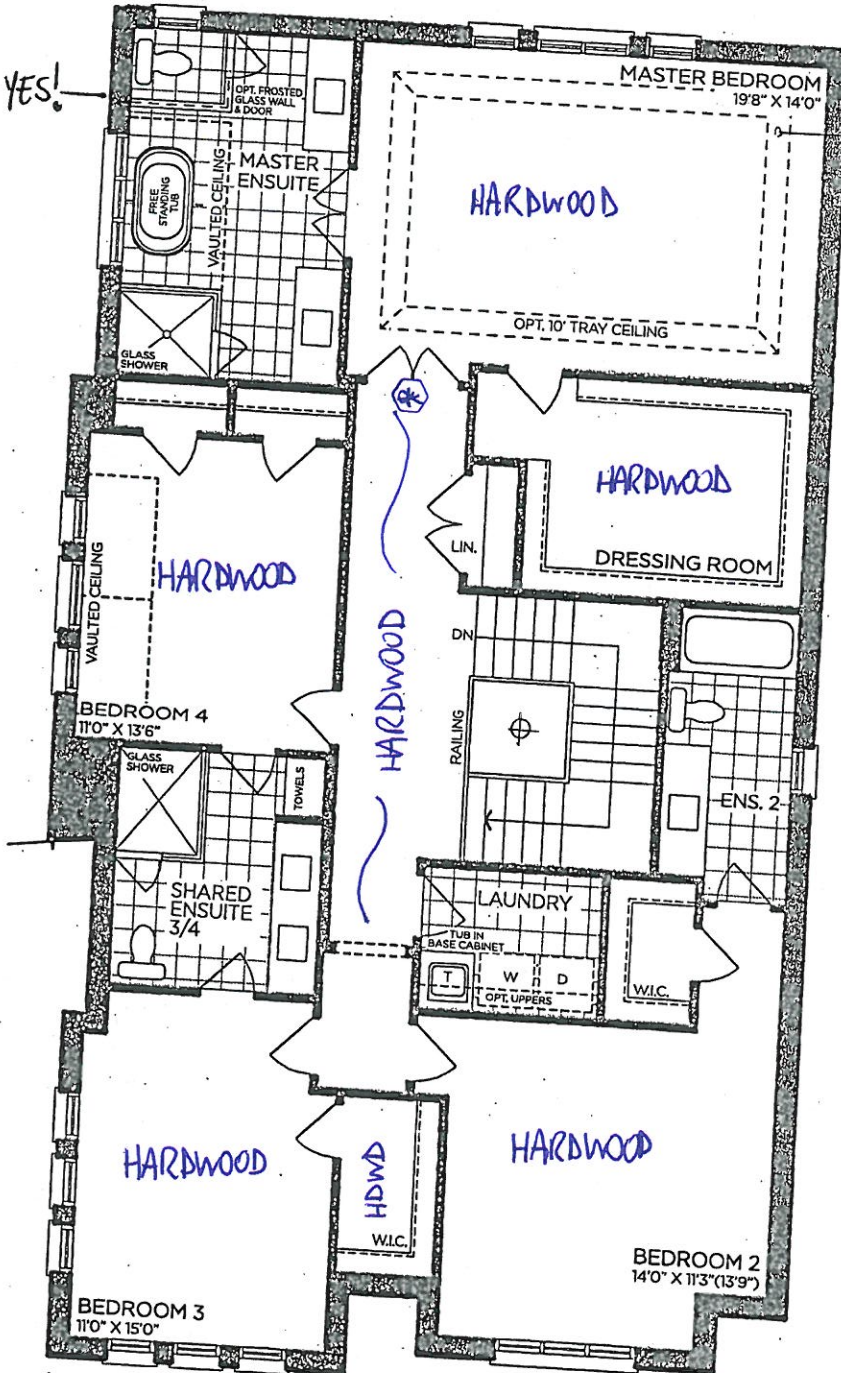 YES!
OPT. FROSTED
GLASS WALL
& DOOR
MASTER BEDROOM
19'8" X 14'0"
MASTER
ENSUITE
FREE
STANDING
TUB
VAULTED CEILING
HARDWOOD
OPT. 10' TRAY CEILING
GLASS
SHOWER
HARDWOOD
DRESSING ROOM
LIN.
HARDWOOD
VAULTED CEILING
BEDROOM 4
11'0" X 13'6"
HARDWOOD
DN
RAILING
ENS. 2
GLASS
SHOWER
TOWELS
SHARED
ENSUITE
3/4
LAUNDRY
TUB IN
BASE CABINET
T
W
D
OPT. UPPERS
W.I.C.
HARDWOOD
HDWD
W.I.C.
HARDWOOD
BEDROOM 3
11'0" X 15'0"
BEDROOM 2
14'0" X 11'3"(13'9")